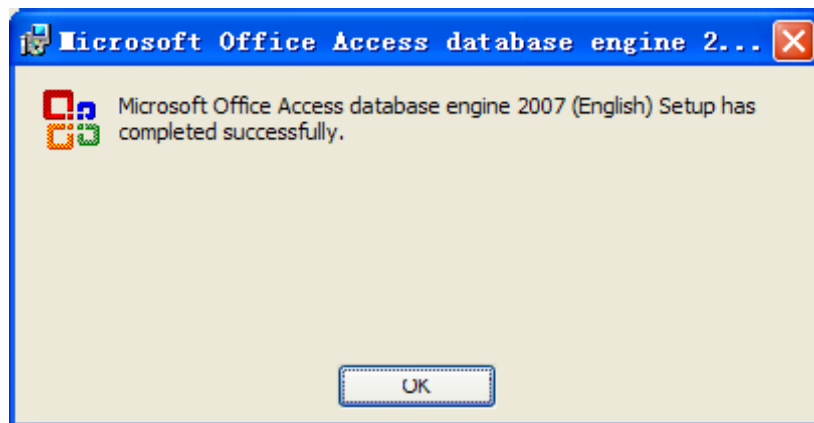 Microsoft Office Access database engine 2...
Microsoft Office Access database engine 2007 (English) Setup has
completed successfully.
OK